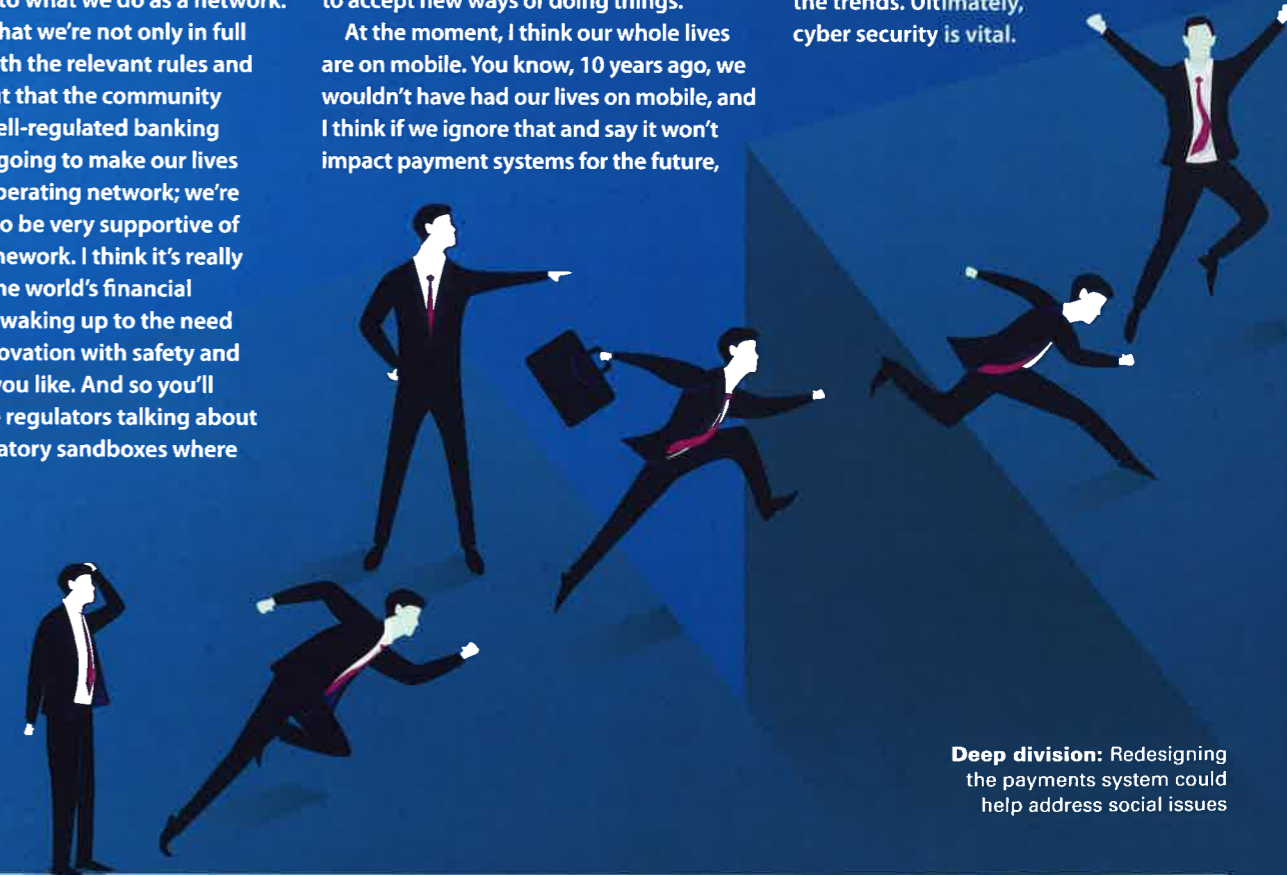 to what we do as a network.
hat we're not only in full
th the relevant rules and
t that the community
ell-regulated banking
going to make our lives
perating network; we're
o be very supportive of
nework. I think it's really
ne world's financial
waking up to the need
ovation with safety and
you like. And so you'll
regulators talking about
atory sandboxes where
to accept new ways of doing things.
At the moment, I think our whole lives
are on mobile. You know, 10 years ago, we
wouldn't have had our lives on mobile, and
I think if we ignore that and say it won't
impact payment systems for the future,
the trends. Ultimately,
cyber security is vital.
Deep division: Redesigning
the payments system could
help address social issues